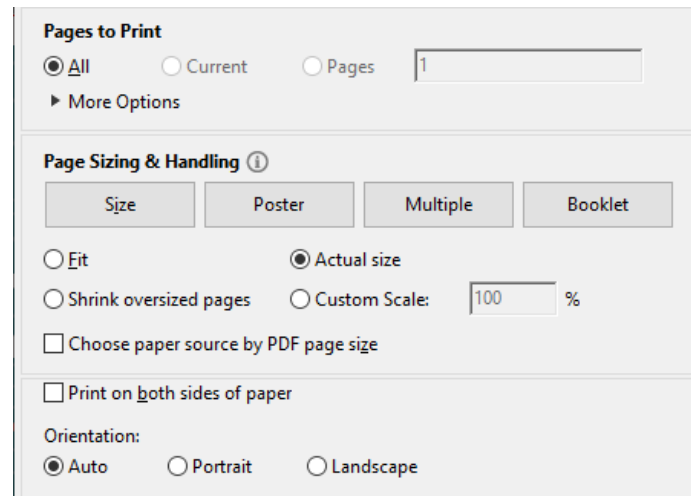 Pages to Print
All Current Pages 1
More Options
Page Sizing & Handling
Size Poster Multiple Booklet
Fit Actual size
Shrink oversized pages Custom Scale: 100 %
Choose paper source by PDF page size
Print on both sides of paper
Orientation:
Auto Portrait Landscape